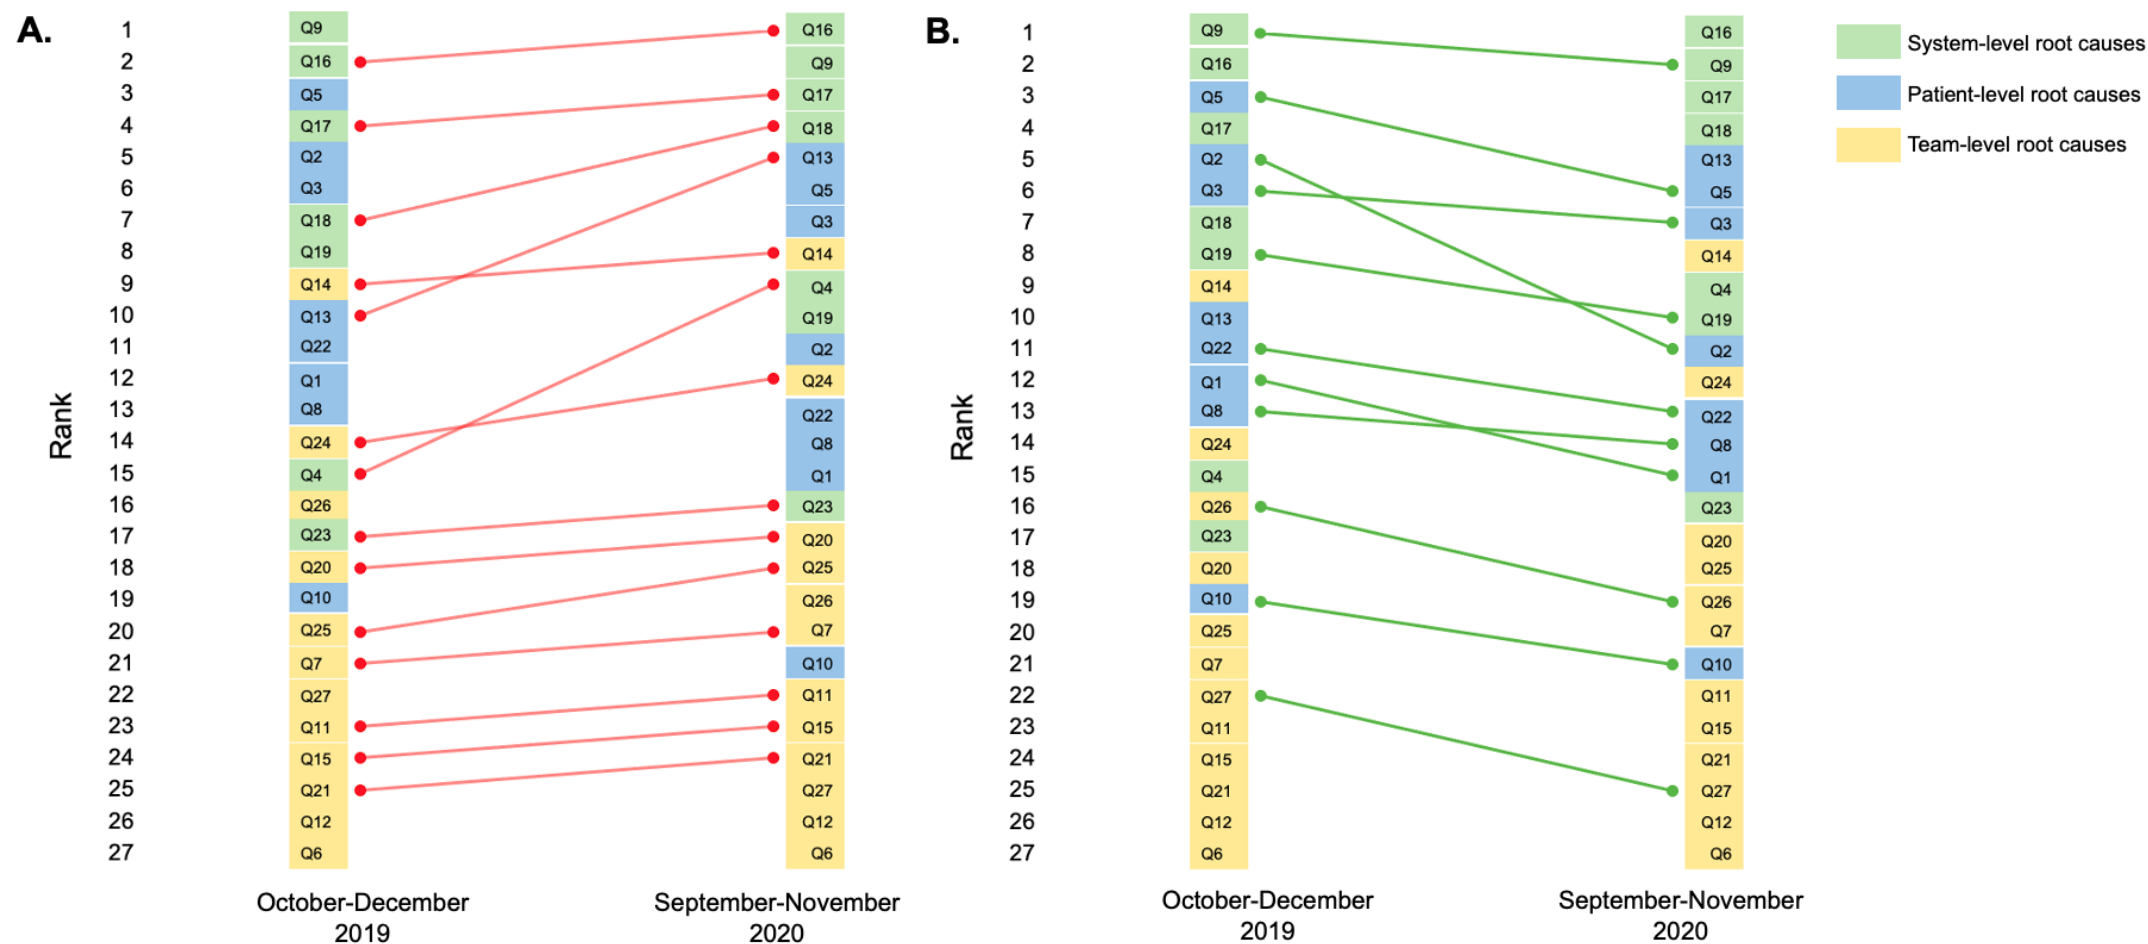 A.
1 Q9 Q16
2 Q16 Q9
3 Q5 Q17
4 Q17 Q18
5 Q2 Q13
6 Q3 Q5
7 Q18 Q3
8 Q19 Q14
9 Q14 Q4
10 Q13 Q19
11 Q22 Q2
12 Q1 Q24
13 Q8 Q22
14 Q24 Q8
15 Q4 Q1
16 Q26 Q23
17 Q23 Q20
18 Q20 Q25
19 Q10 Q26
20 Q25 Q7
21 Q7 Q10
22 Q27 Q11
23 Q11 Q15
24 Q15 Q21
25 Q21 Q27
26 Q12 Q12
27 Q6 Q6
Rank
October-December
2019
September-November
2020
B.
1 Q9 Q16
2 Q16 Q9
3 Q5 Q17
4 Q17 Q18
5 Q2 Q13
6 Q3 Q5
7 Q18 Q3
8 Q19 Q14
9 Q14 Q4
10 Q13 Q19
11 Q22 Q2
12 Q1 Q24
13 Q8 Q22
14 Q24 Q8
15 Q4 Q1
16 Q26 Q23
17 Q23 Q20
18 Q20 Q25
19 Q10 Q26
20 Q25 Q7
21 Q7 Q10
22 Q27 Q11
23 Q11 Q15
24 Q15 Q21
25 Q21 Q27
26 Q12 Q12
27 Q6 Q6
Rank
October-December
2019
September-November
2020
System-level root causes
Patient-level root causes
Team-level root causes